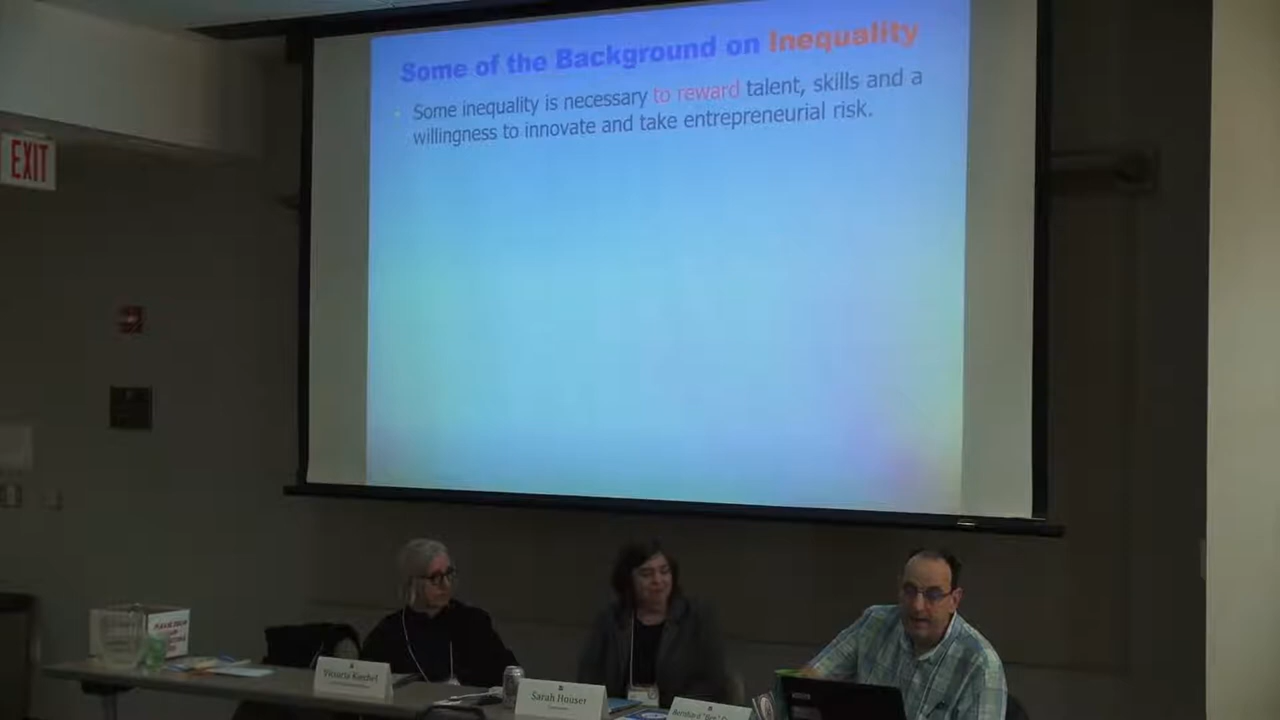 Some of the Background on Inequality
Some inequality is necessary to reward talent, skills and a
willingness to innovate and take entrepreneurial risk.
EXIT
Sarah Houser